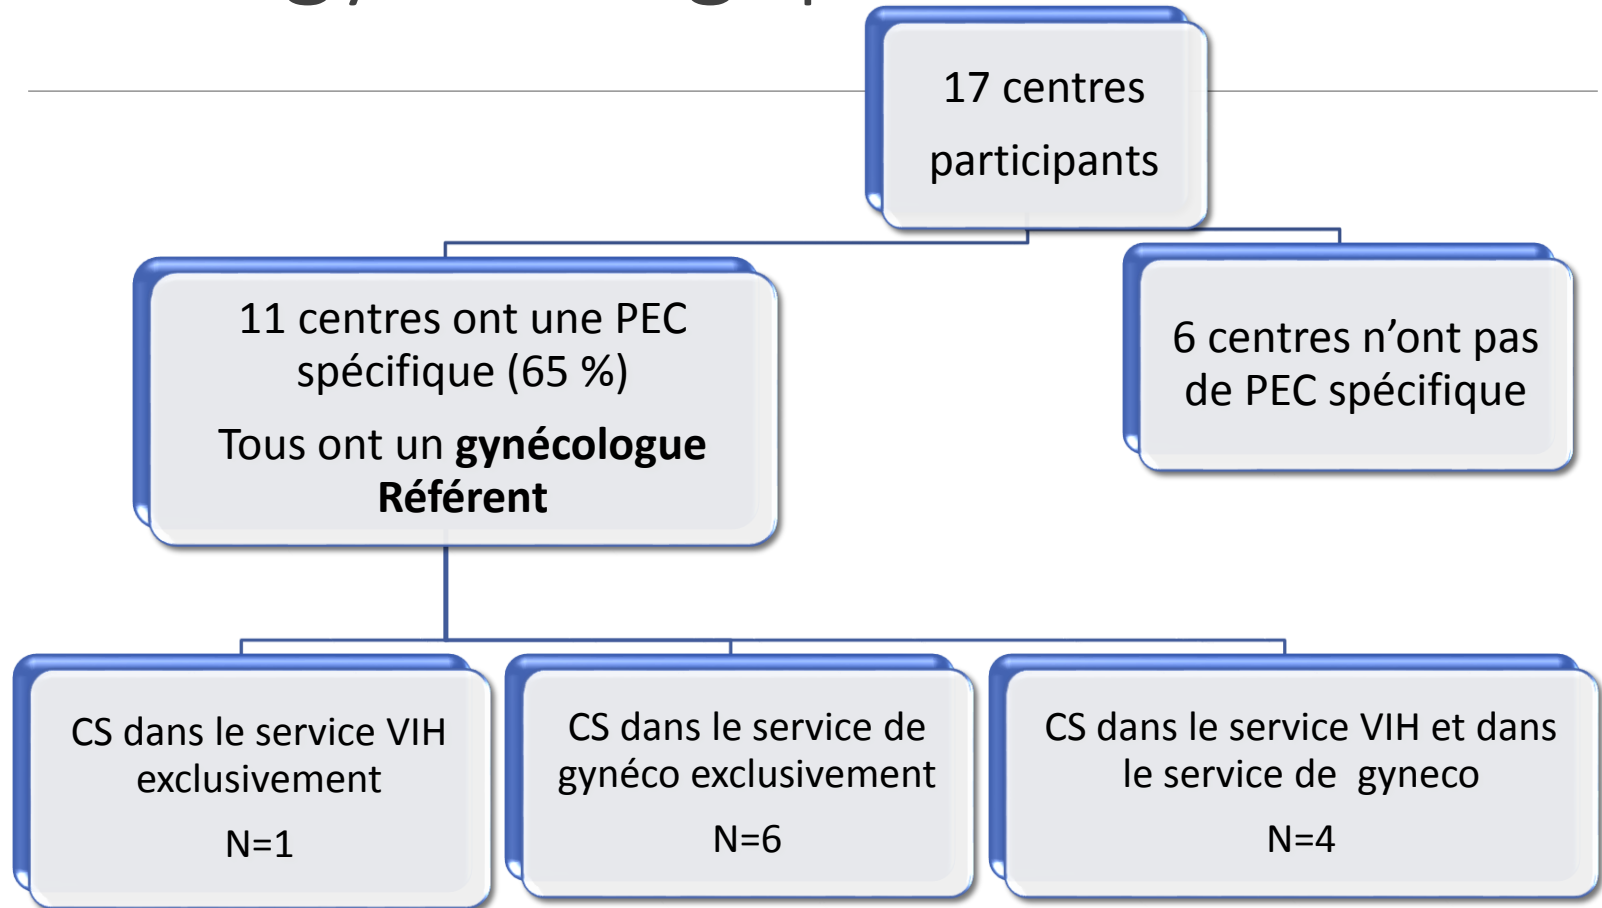 17 centres
participants
11 centres ont une PEC
spécifique (65 %)
Tous ont un gynécologue
Référent
6 centres n’ont pas
de PEC spécifique
CS dans le service VIH
exclusivement
N=1
CS dans le service de
gynéco exclusivement
N=6
CS dans le service VIH et dans
le service de  gyneco
N=4